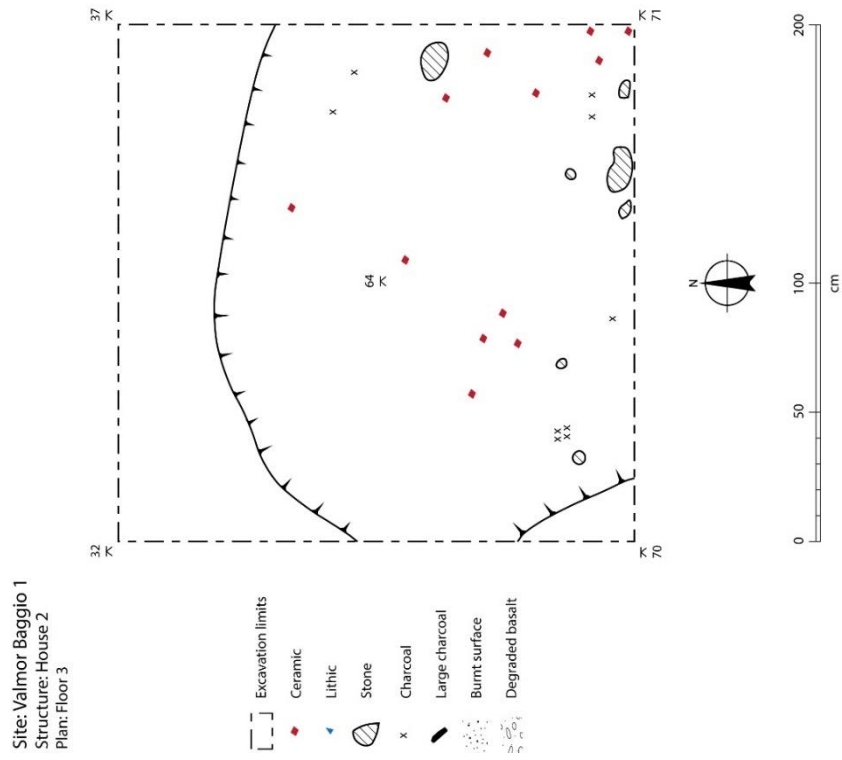 Site: Valmor Baggio 1
Structure: House 2
Plan: Floor 3
Excavation limits
Ceramic
Lithic
Stone
Charcoal
Large charcoal
Burnt surface
Degraded basalt
37 K
K 71
64 K
32 K
K 70
N
0
50
100
200
cm